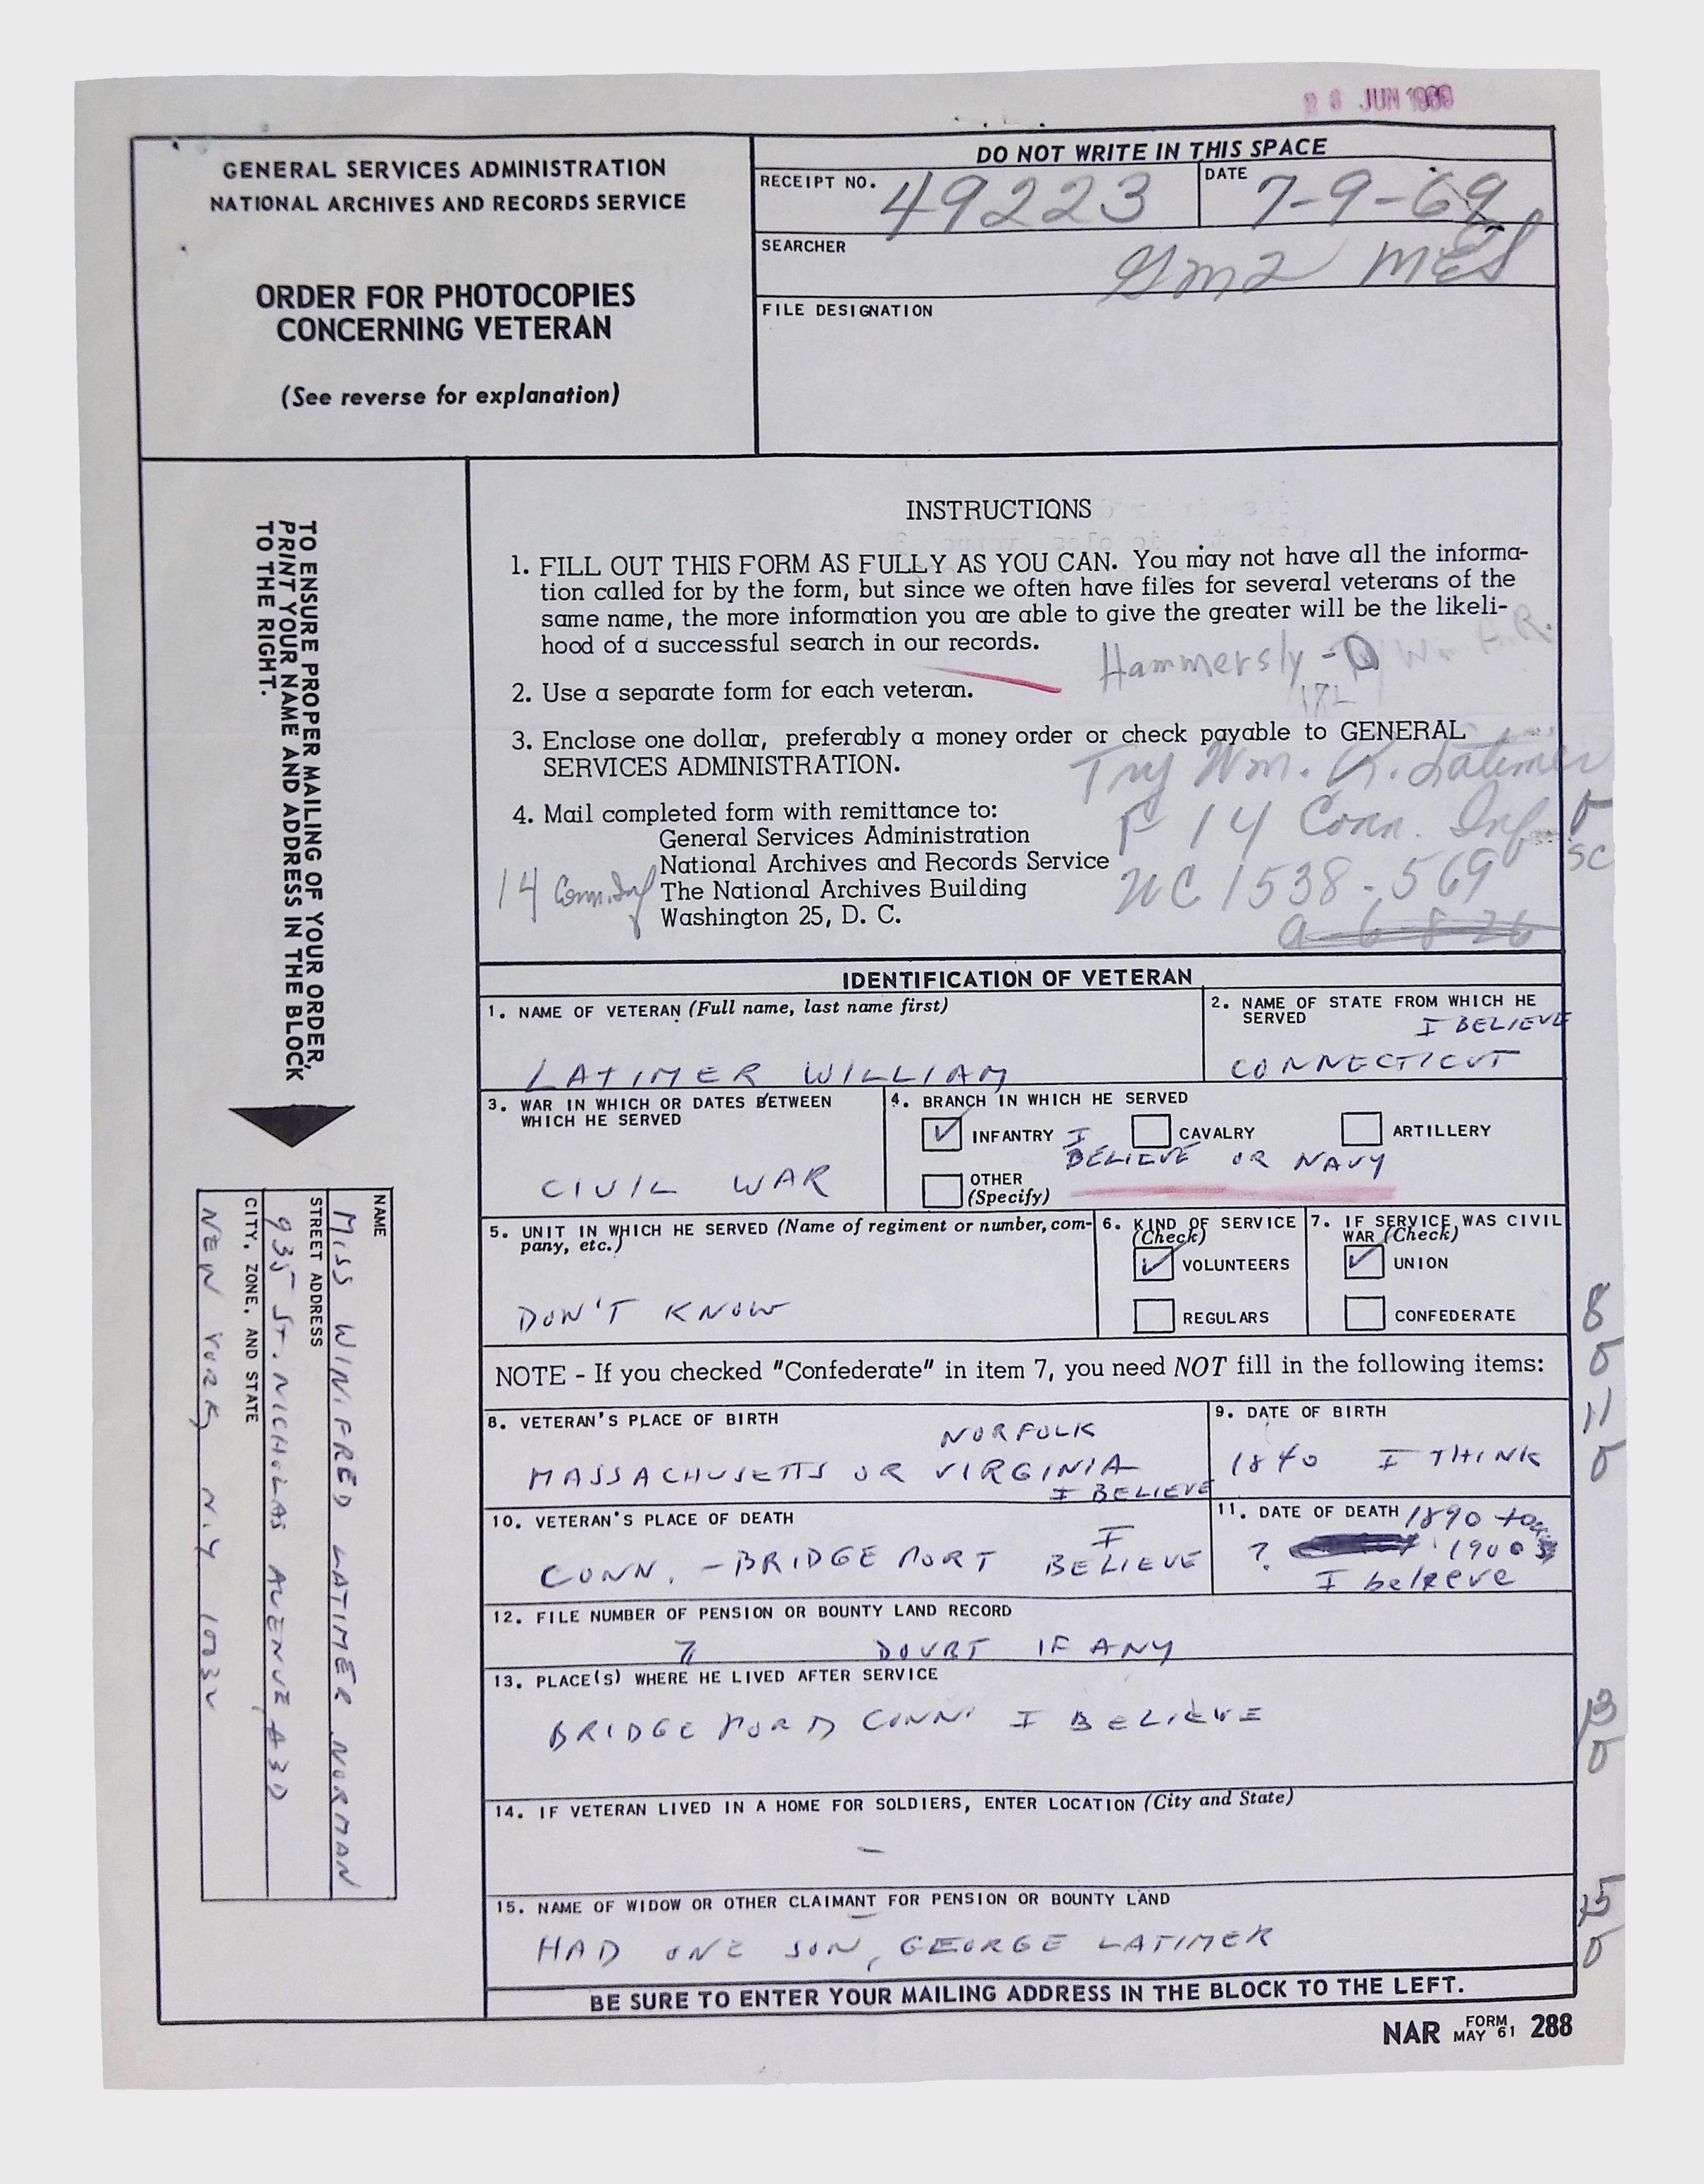 JUN 1969
GENERAL SERVICES ADMINISTRATION
NATIONAL ARCHIVES AND RECORDS SERVICE
ORDER FOR PHOTOCOPIES
CONCERNING VETERAN
(See reverse for explanation)
DO NOT WRITE IN THIS SPACE
RECEIPT NO. 49223
DATE 7-9-69
SEARCHER
MES
FILE DESIGNATION
TO ENSURE PROPER MAILING OF YOUR ORDER,
PRINT YOUR NAME AND ADDRESS IN THE BLOCK
TO THE RIGHT.
NAME
MISS WINIFRED LATIMER NORMAN
STREET ADDRESS
935 ST. NICHOLAS AVENUE, #3D
CITY, ZONE, AND STATE
NEW YORK, N.Y 10032
INSTRUCTIONS
1. FILL OUT THIS FORM AS FULLY AS YOU CAN. You may not have all the informa-
tion called for by the form, but since we often have files for several veterans of the
same name, the more information you are able to give the greater will be the likeli-
hood of a successful search in our records.
Hammersly - Wm. A.R.
2. Use a separate form for each veteran.
3. Enclose one dollar, preferably a money order or check payable to GENERAL
SERVICES ADMINISTRATION.
Try Wm. R. Latimer
4. Mail completed form with remittance to:
General Services Administration
F 14 Conn. Inf
National Archives and Records Service
SC
14 Conn. Inf
The National Archives Building
WC 1538-569
Washington 25, D. C.
a 6-8-26
IDENTIFICATION OF VETERAN
1. NAME OF VETERAN (Full name, last name first)
LATIMER WILLIAM
2. NAME OF STATE FROM WHICH HE
SERVED
I BELIEVE
CONNECTICUT
3. WAR IN WHICH OR DATES BETWEEN
WHICH HE SERVED
CIVIL WAR
4. BRANCH IN WHICH HE SERVED
✓ INFANTRY I
CAVALRY
ARTILLERY
BELIEVE OR NAVY
OTHER
(Specify)
5. UNIT IN WHICH HE SERVED (Name of regiment or number, com-
pany, etc.)
DON'T KNOW
6. KIND OF SERVICE
(Check)
✓ VOLUNTEERS
REGULARS
7. IF SERVICE WAS CIVIL
WAR (Check)
✓ UNION
CONFEDERATE
NOTE - If you checked "Confederate" in item 7, you need NOT fill in the following items:
8. VETERAN'S PLACE OF BIRTH
NORFOLK
MASSACHUSETTS OR VIRGINIA
I BELIEVE
9. DATE OF BIRTH
1840 I THINK
10. VETERAN'S PLACE OF DEATH
I
CONN. - BRIDGEPORT BELIEVE
11. DATE OF DEATH 1890 to
? 1900
I believe
12. FILE NUMBER OF PENSION OR BOUNTY LAND RECORD
? DOUBT IF ANY
13. PLACE(S) WHERE HE LIVED AFTER SERVICE
BRIDGEPORT CONN. I BELIEVE
14. IF VETERAN LIVED IN A HOME FOR SOLDIERS, ENTER LOCATION (City and State)
-
15. NAME OF WIDOW OR OTHER CLAIMANT FOR PENSION OR BOUNTY LAND
HAD ONE SON, GEORGE LATIMER
BE SURE TO ENTER YOUR MAILING ADDRESS IN THE BLOCK TO THE LEFT.
NAR FORM MAY 61 288